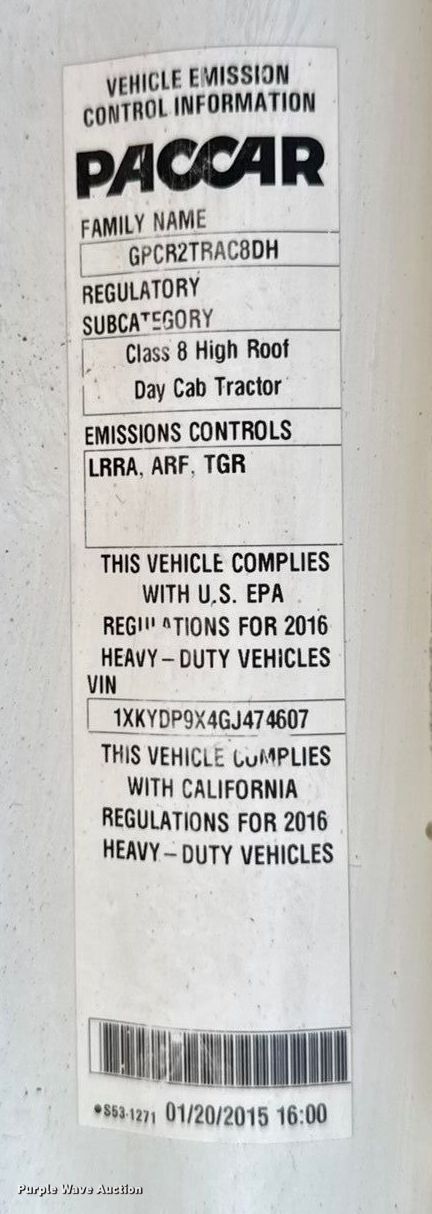 VEHICLE EMISSION
CONTROL INFORMATION
PACCAR
FAMILY NAME
GPCR2TRAC8DH
REGULATORY
SUBCATEGORY
Class 8 High Roof
Day Cab Tractor
EMISSIONS CONTROLS
LRRA, ARF, TGR
THIS VEHICLE COMPLIES
WITH U.S. EPA
REGULATIONS FOR 2016
HEAVY-DUTY VEHICLES
VIN
1XKYDP9X4GJ474607
THIS VEHICLE COMPLIES
WITH CALIFORNIA
REGULATIONS FOR 2016
HEAVY-DUTY VEHICLES
•S53-1271 01/20/2015 16:00
Purple Wave Auction